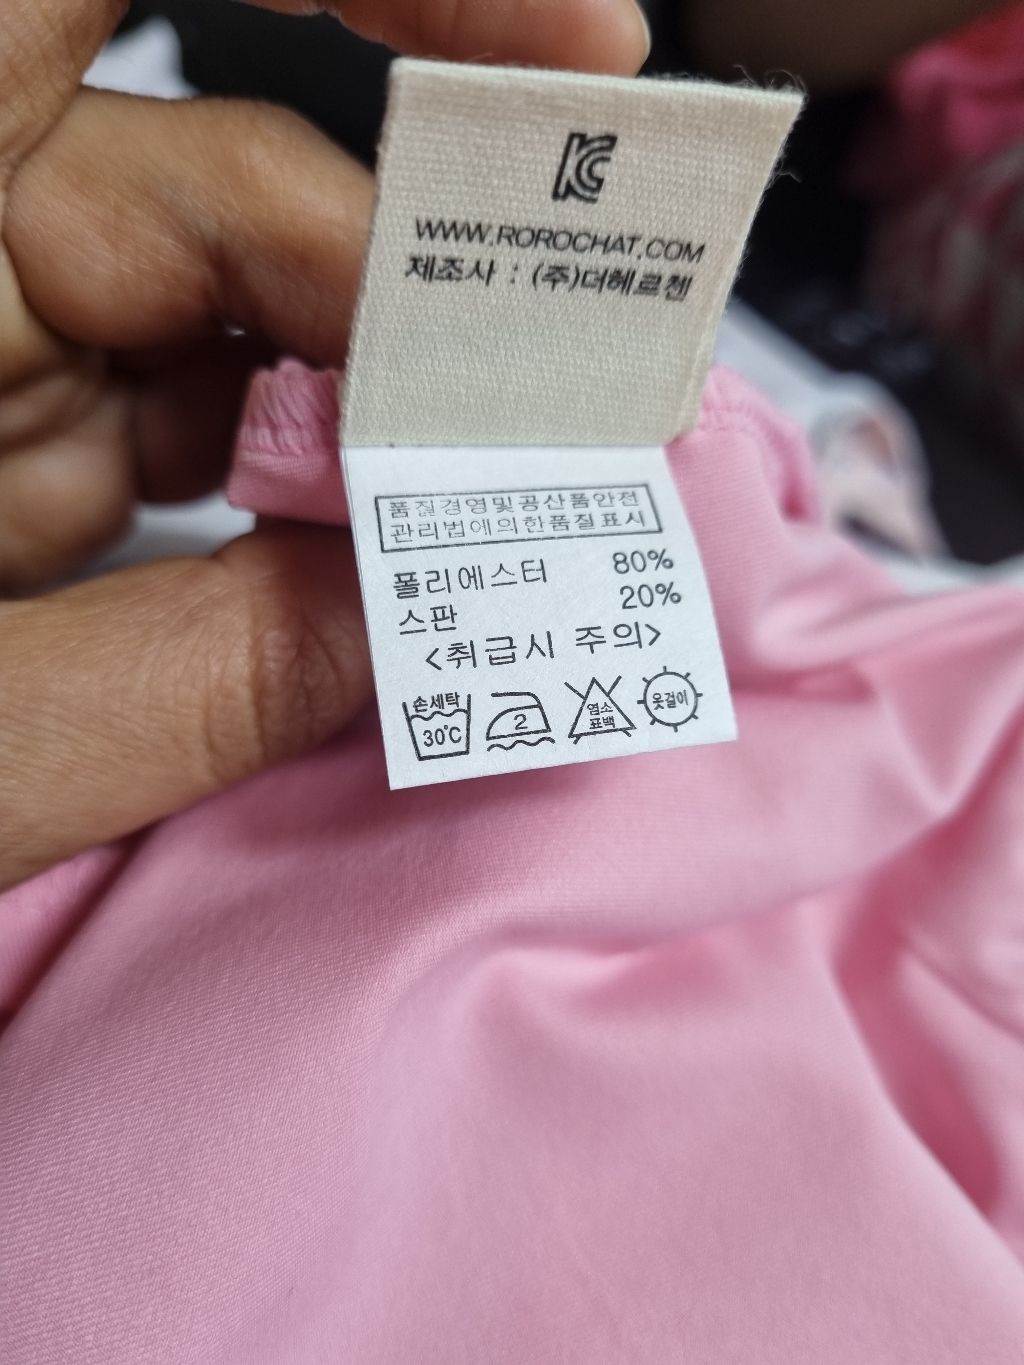 KC
WWW.ROROCHAT.COM
제조사 : (주)더헤르첸
품질경영및공산품안전
관리법에의한품질표시
폴리에스터 80%
스판 20%
<취급시 주의>
손세탁
30℃
2
염소
표백
옷걸이